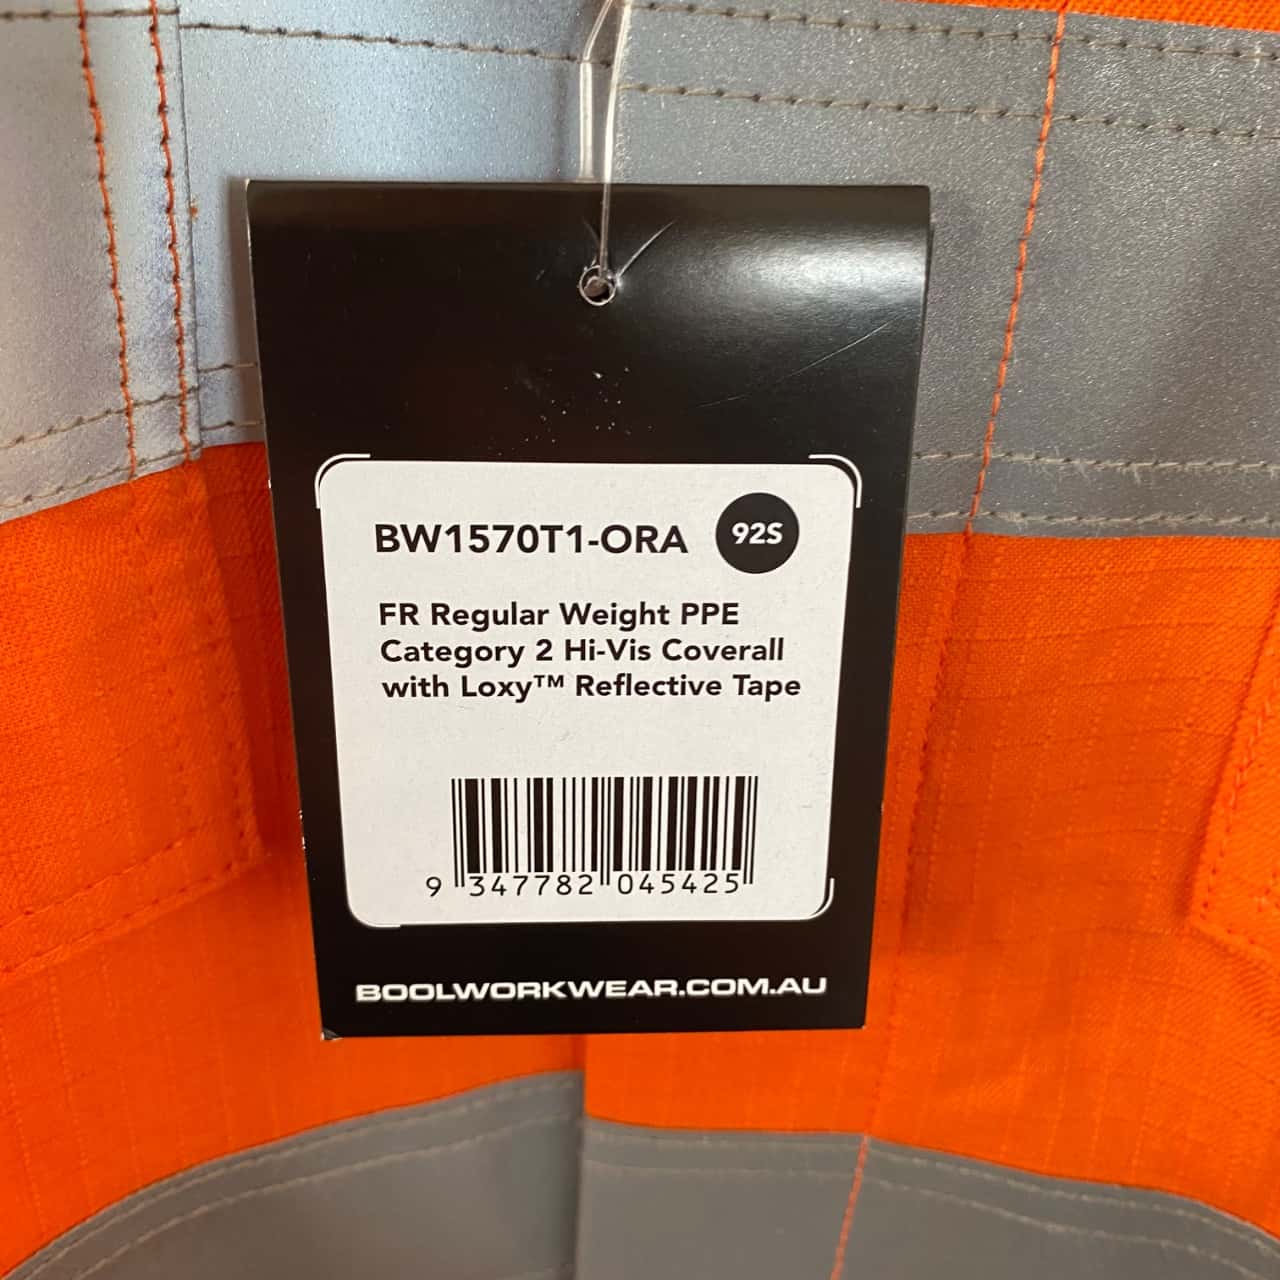 BW1570T1-ORA 92S
FR Regular Weight PPE
Category 2 Hi-Vis Coverall
with Loxy™ Reflective Tape
9 347782 045425
BOOLWORKWEAR.COM.AU